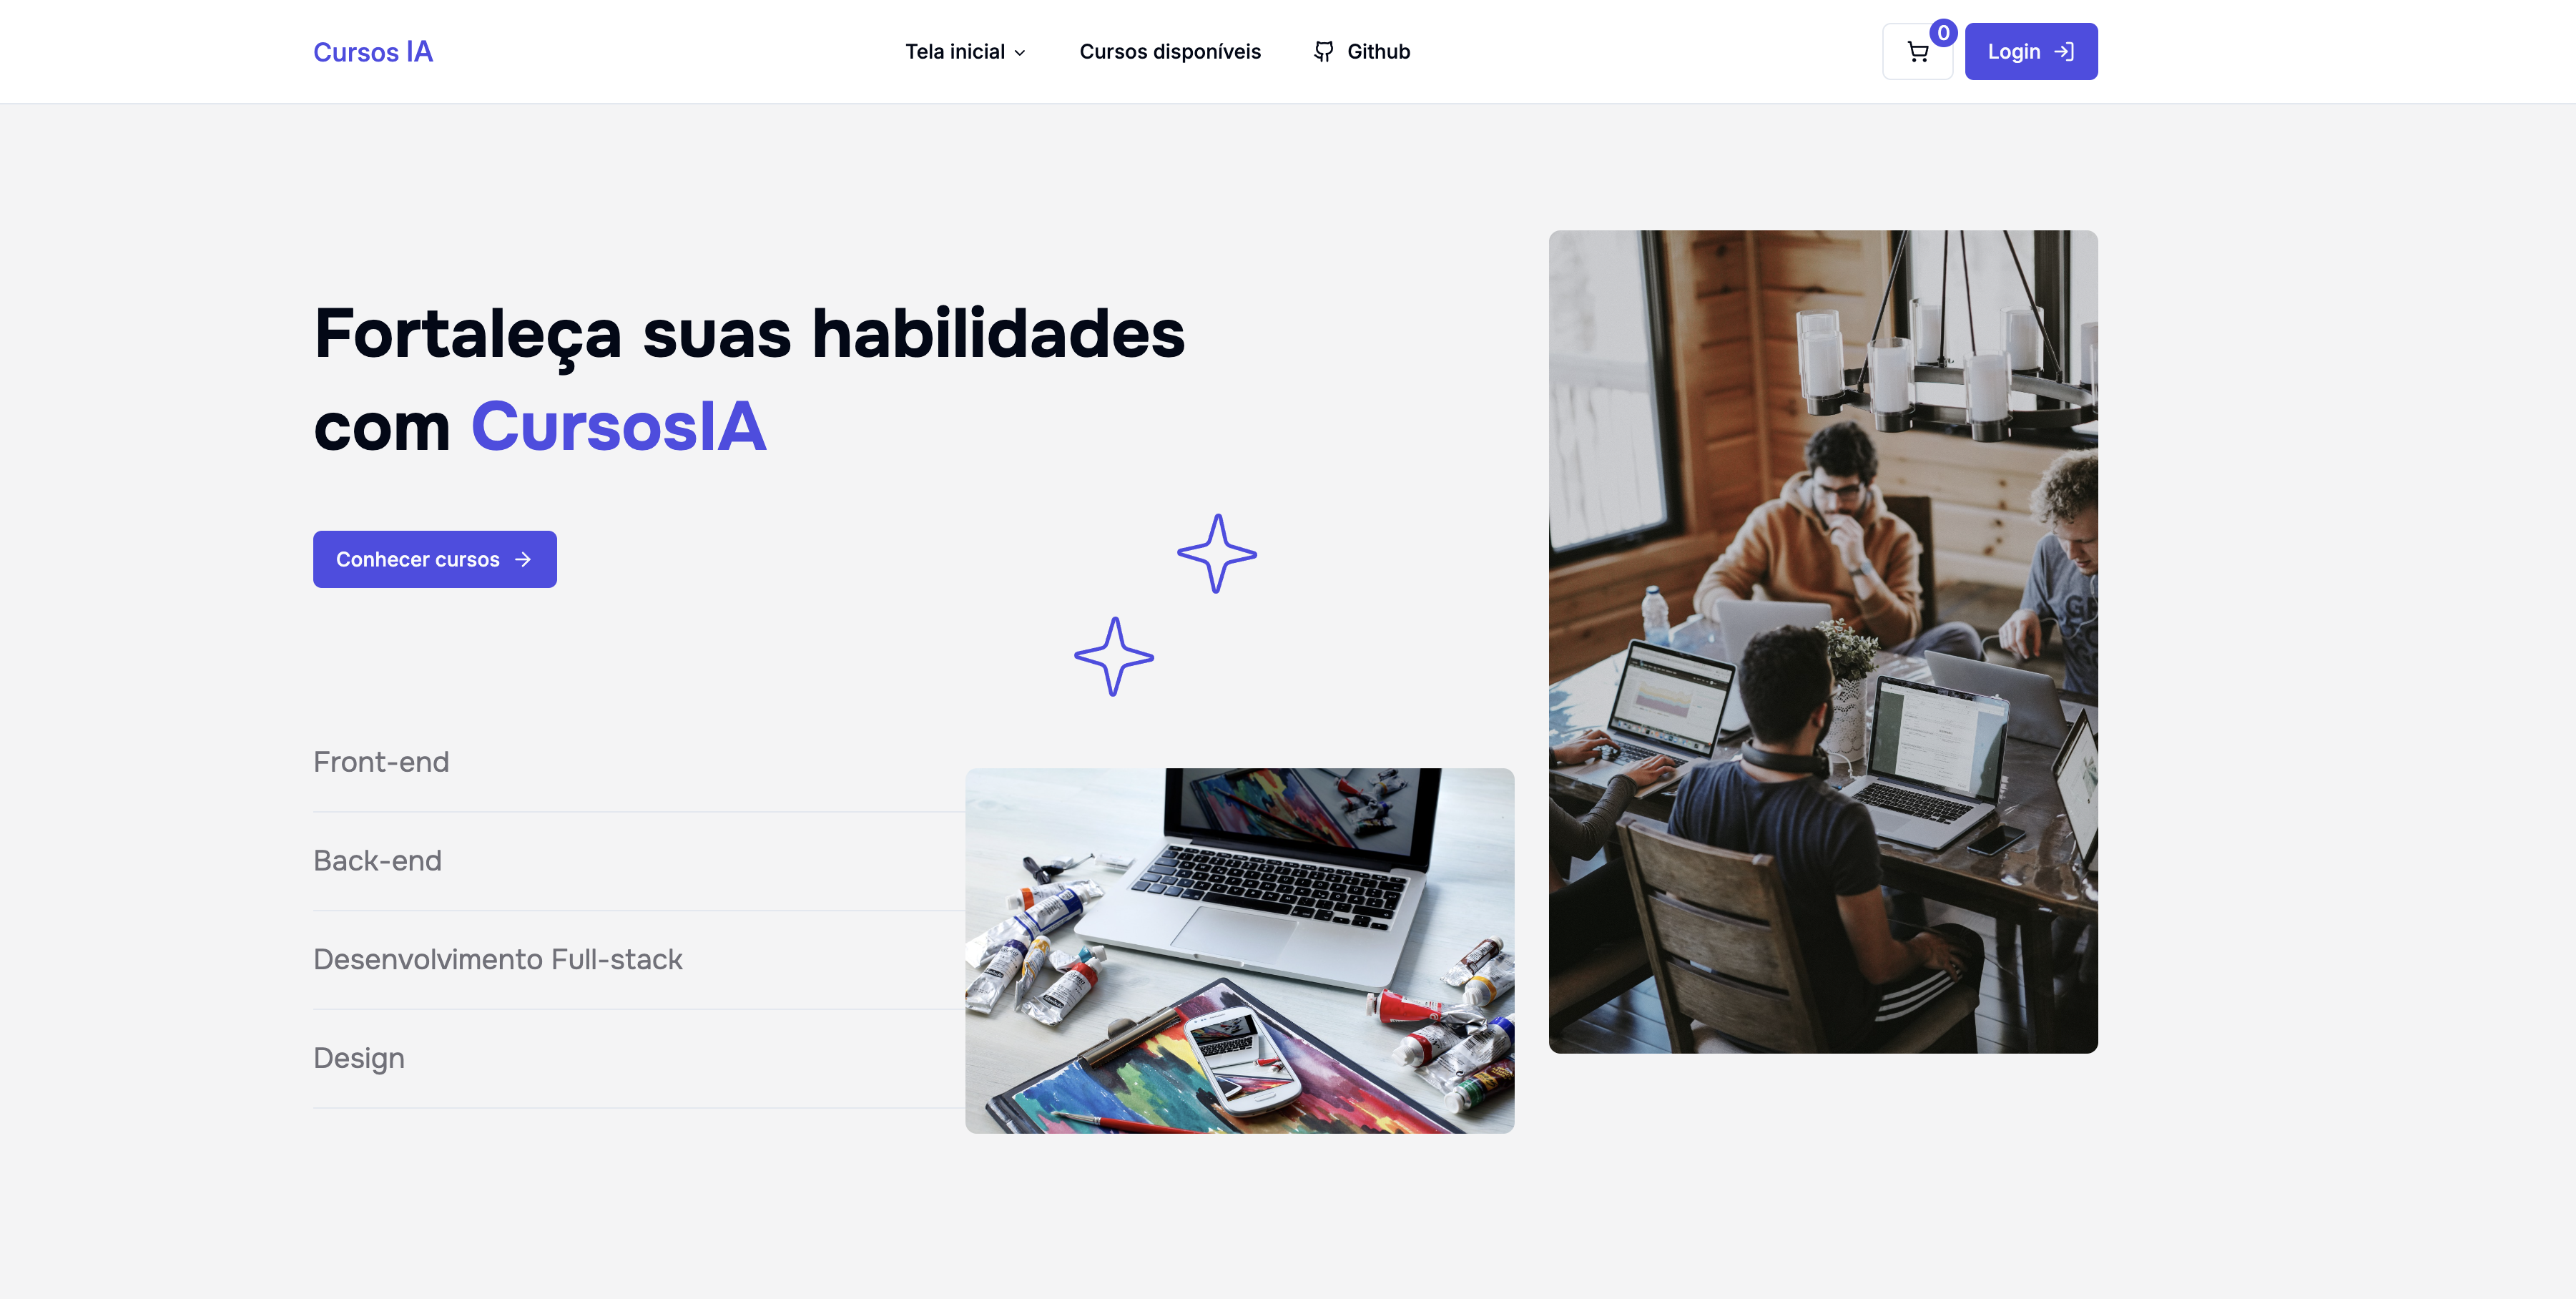 Cursos IA
Tela inicial
Cursos disponíveis
Github
0
Login
Fortaleça suas habilidades
com CursosIA
Conhecer cursos
Front-end
Back-end
Desenvolvimento Full-stack
Design